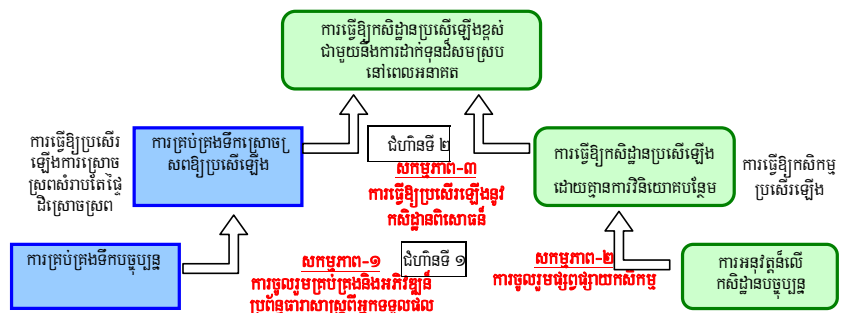 ការធ្វើឱ្យកសិដ្ឋានប្រសើឡើងខ្ពស់
ជាមួយនឹងការដាក់ទុនដ៏សមស្រប
នៅពេលអនាគត
ការធ្វើឱ្យប្រសើរ
ឡើងការស្រោច
ស្រពសំរាបតែផ្ទៃ
ដីស្រោចស្រព
ការគ្រប់គ្រងទឹកស្រោចស្រ
ស្រពឱ្យប្រសើឡើង
ជំហ៊ានទី ២
សកម្មភាព-៣
ការធ្វើឱ្យប្រសើរឡើងនូវ
កសិដ្ឋានពិសោធន៍
ការធ្វើឱ្យកសិដ្ឋានប្រសើឡើង
ដោយគ្មានការវិនិយោគបន្ថែម
ការធ្វើឱ្យកសិកម្ម
ប្រសើរឡើង
ការគ្រប់គ្រងទឹកបច្ចុប្បន្ន
សកម្មភាព-១
ជំហ៊ានទី ១
ការចូលរួមគ្រប់គ្រងនិងអភិវឌ្ឍន៍
ប្រព័ន្ធធារាសាស្ត្រពីអ្នកទទួលផល
សកម្មភាព-២
ការចូលរួមផ្សព្វផ្សាយកសិកម្ម
ការអនុវត្តន៍លើ
កសិដ្ឋានបច្ចុប្បន្ន